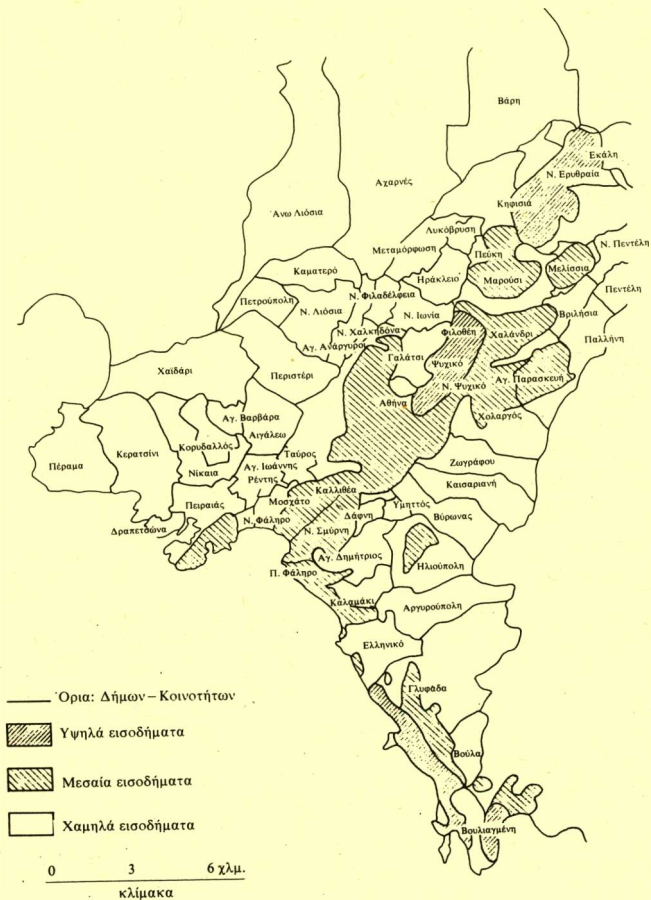 Βάρη
Εκάλη
Ν. Ερυθραία
Αχαρνές
Κηφισιά
Άνω Λιόσια
Λυκόβρυση
Μεταμόρφωση
Πεύκη
Ν. Πεντέλη
Καματερό
Ηράκλειο
Μαρούσι
Μελίσσια
Πεντέλη
Πετρούπολη
Ν. Φιλαδέλφεια
Ν. Λιόσια
Ν. Ιωνία
Βριλήσια
Ν. Χαλκηδόνα
Φιλοθέη
Χαλάνδρι
Παλλήνη
Αγ. Ανάργυροι
Γαλάτσι
Ψυχικό
Χαϊδάρι
Περιστέρι
Αγ. Παρασκευή
Ν. Ψυχικό
Αθήνα
Χολαργός
Αγ. Βαρβάρα
Αιγάλεω
Κορυδαλλός
Κερατσίνι
Πέραμα
Ταύρος
Ζωγράφου
Νίκαια
Αγ. Ιωάννης
Ρέντης
Καισαριανή
Καλλιθέα
Μοσχάτο
Υμηττός
Πειραιάς
Δάφνη
Βύρωνας
Δραπετσώνα
Ν. Φάληρο
Ν. Σμύρνη
Αγ. Δημήτριος
Ηλιούπολη
Π. Φάληρο
Καλαμάκι
Αργυρούπολη
Ελληνικό
Γλυφάδα
Βούλα
Βουλιαγμένη
Όρια: Δήμων – Κοινοτήτων
Υψηλά εισοδήματα
Μεσαία εισοδήματα
Χαμηλά εισοδήματα
0 3 6 χλμ.
κλίμακα